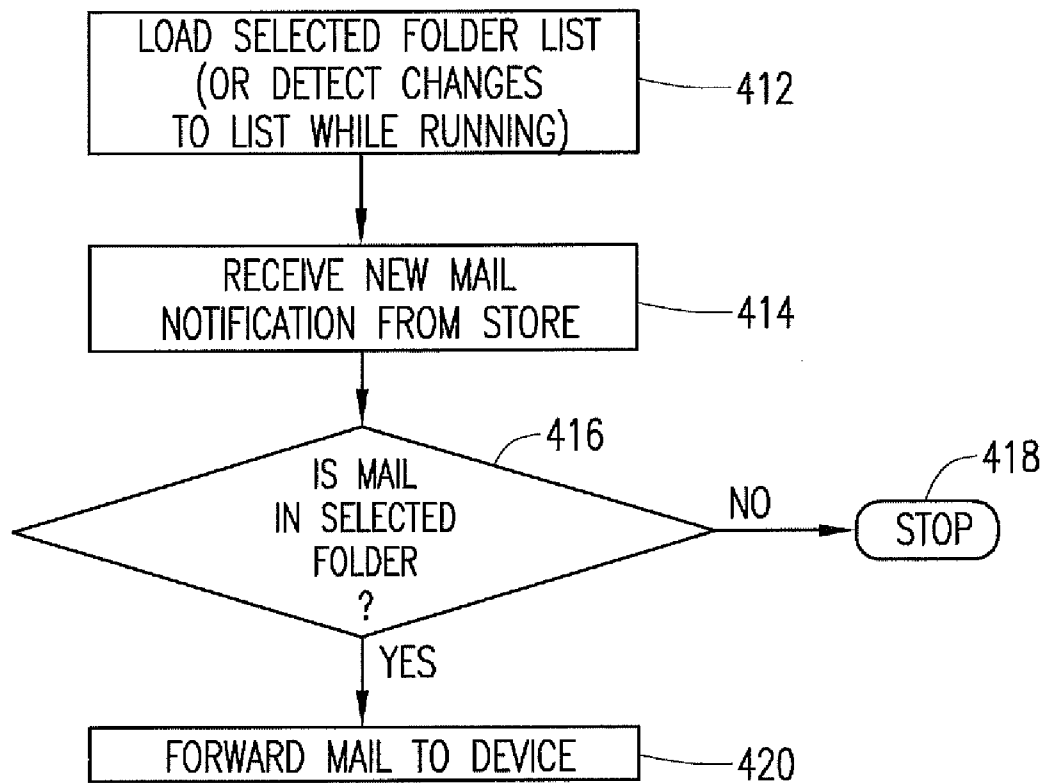 LOAD SELECTED FOLDER LIST
(OR DETECT CHANGES
TO LIST WHILE RUNNING)
412
RECEIVE NEW MAIL
NOTIFICATION FROM STORE
414
416
IS MAIL
IN SELECTED
FOLDER
?
NO
418
STOP
YES
FORWARD MAIL TO DEVICE
420